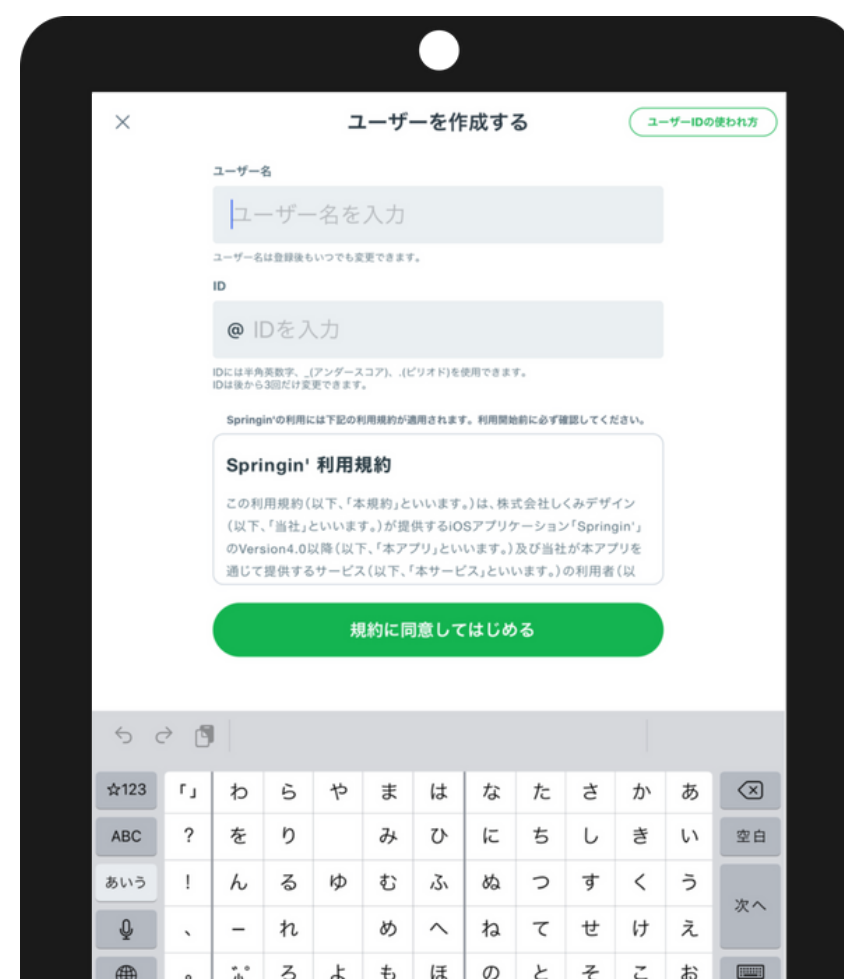 ユーザーを作成する
ユーザーIDの使われ方
ユーザー名
ユーザー名を入力
ユーザー名は登録後もいつでも変更できます。
ID
@ IDを入力
IDには半角英数字、_(アンダースコア)、.(ピリオド)を使用できます。
IDは後から3回だけ変更できます。
Springin'の利用には下記の利用規約が適用されます。利用開始前に必ず確認してください。
Springin' 利用規約
この利用規約(以下、「本規約」といいます。)は、株式会社しくみデザイン
(以下、「当社」といいます。)が提供するiOSアプリケーション「Springin'」
のVersion4.0以降(以下、「本アプリ」といいます。)及び当社が本アプリを
通じて提供するサービス(以下、「本サービス」といいます。)の利用者(以
規約に同意してはじめる
☆123 「」 わ ら や ま は な た さ か あ
ABC ? を り み ひ に ち し き い 空白
あいう ! ん る ゆ む ふ ぬ つ す く う
次へ
、 ー れ め へ ね て せ け え
。 ろ よ も ほ の と そ こ お